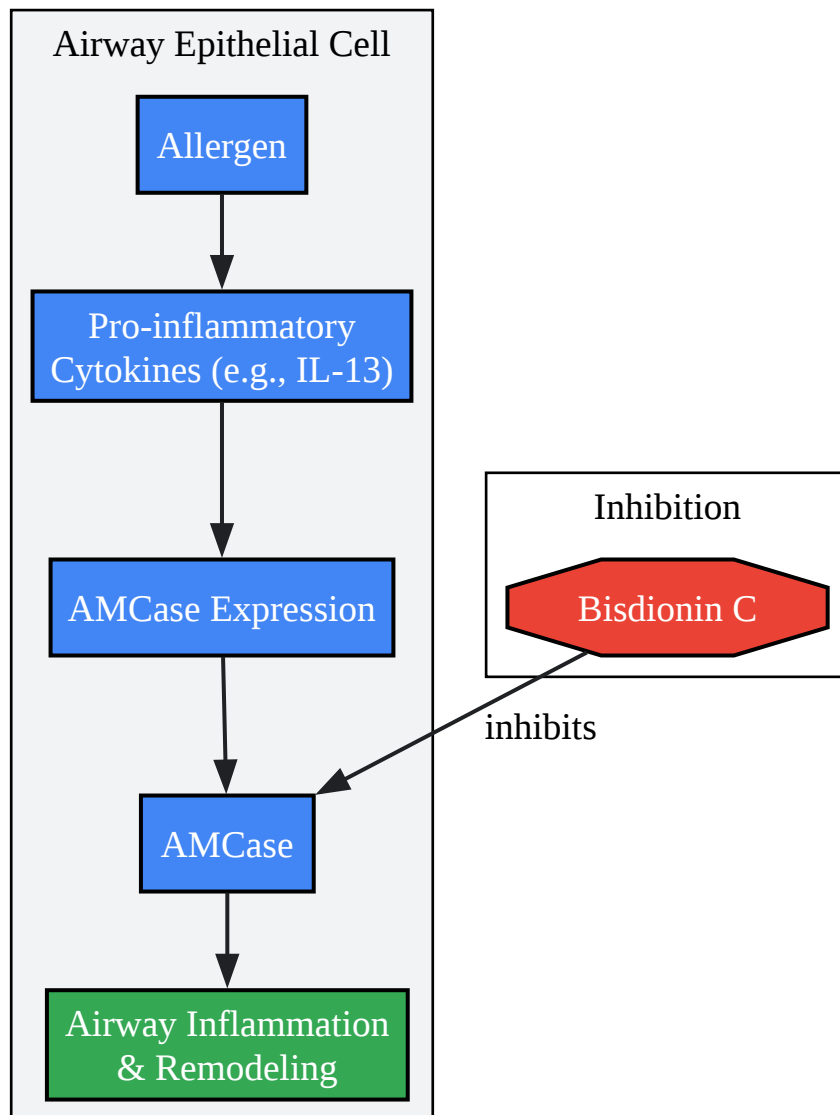 Airway Epithelial Cell
Allergen
Pro-inflammatory
Cytokines (e.g., IL-13)
AMCase Expression
Inhibition
Bisdionin C
inhibits
AMCase
Airway Inflammation
& Remodeling